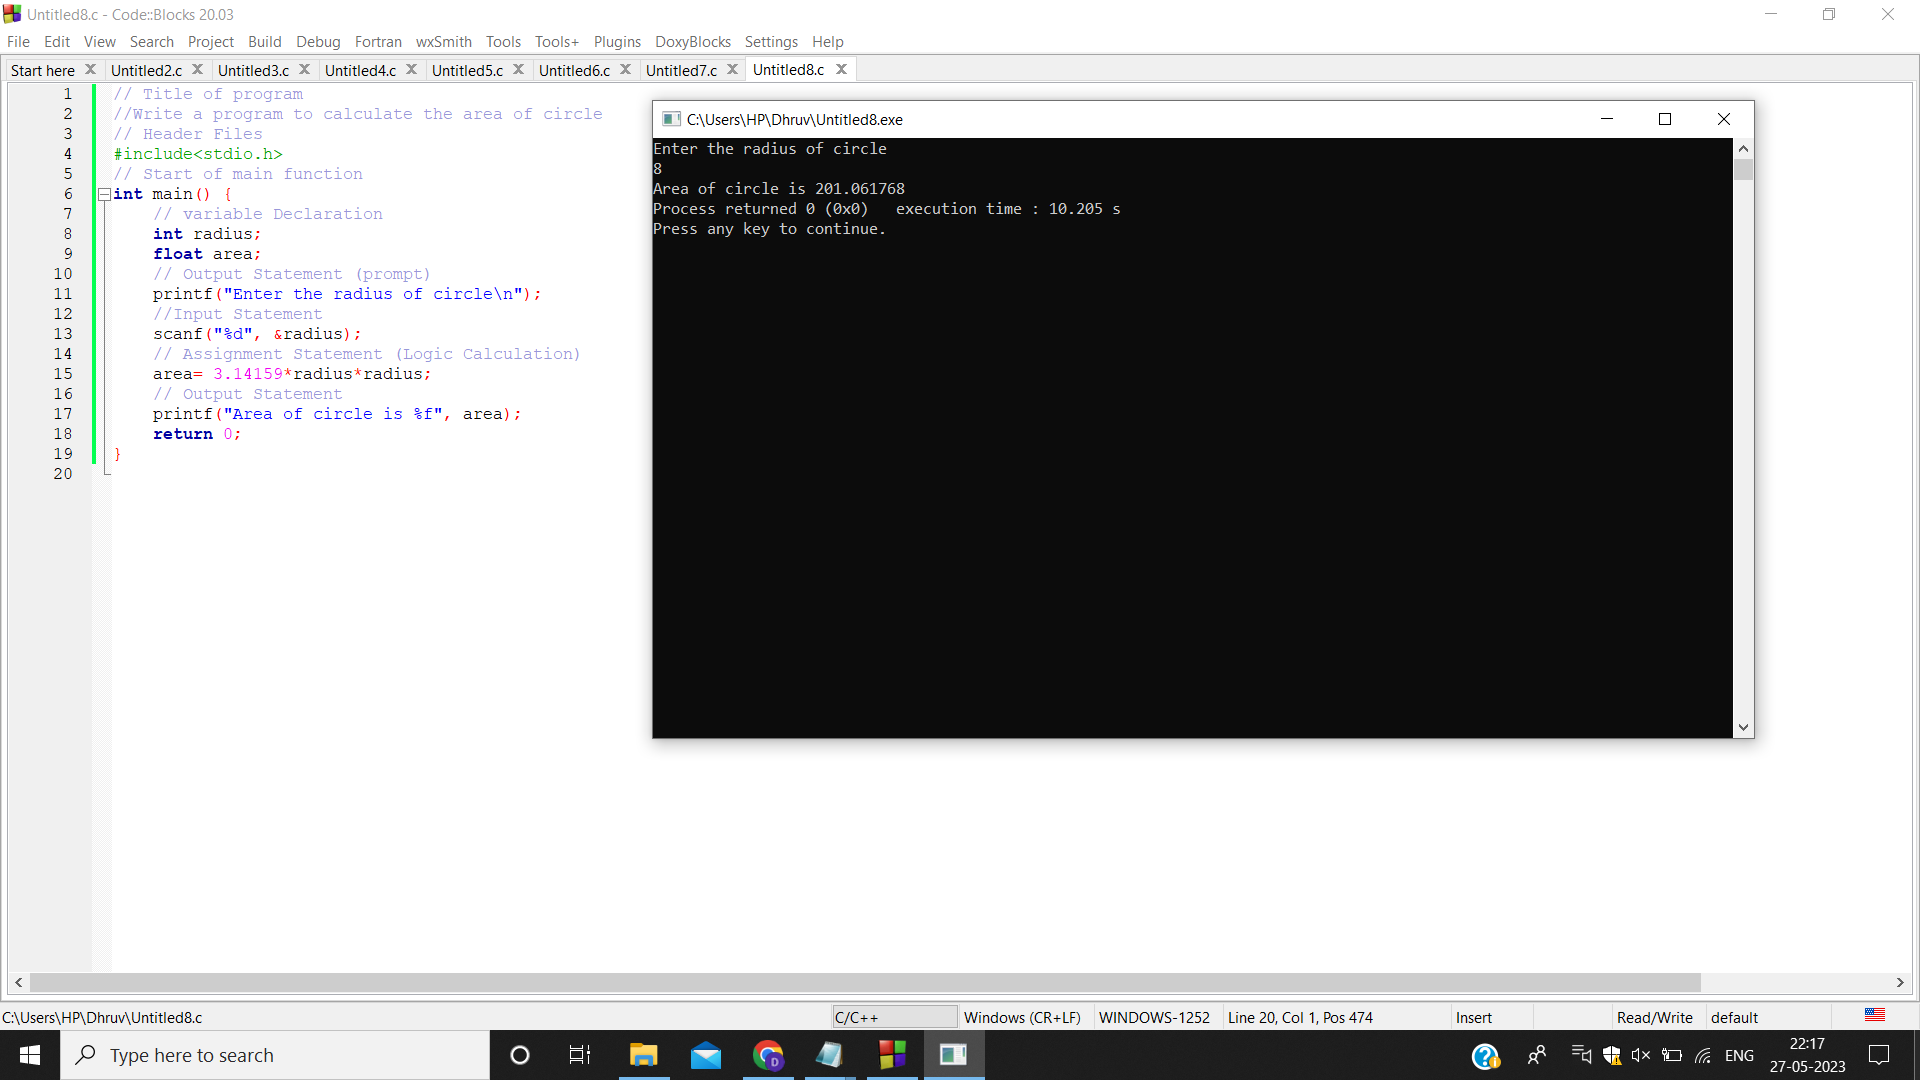 Untitled8.c - Code::Blocks 20.03
File Edit View Search Project Build Debug Fortran wxSmith Tools Tools+ Plugins DoxyBlocks Settings Help
Start here X Untitled2.c X Untitled3.c X Untitled4.c X Untitled5.c X Untitled6.c X Untitled7.c X Untitled8.c X
1 // Title of program
2 //Write a program to calculate the area of circle
3 // Header Files
4 #include<stdio.h>
5 // Start of main function
6 int main() {
7 // variable Declaration
8 int radius;
9 float area;
10 // Output Statement (prompt)
11 printf("Enter the radius of circle\n");
12 //Input Statement
13 scanf("%d", &radius);
14 // Assignment Statement (Logic Calculation)
15 area= 3.14159*radius*radius;
16 // Output Statement
17 printf("Area of circle is %f", area);
18 return 0;
19 }
20
C:\Users\HP\Dhruv\Untitled8.exe
Enter the radius of circle
8
Area of circle is 201.061768
Process returned 0 (0x0)   execution time : 10.205 s
Press any key to continue.
C:\Users\HP\Dhruv\Untitled8.c C/C++ Windows (CR+LF) WINDOWS-1252 Line 20, Col 1, Pos 474 Insert Read/Write default
Type here to search
D
ENG
22:17
27-05-2023